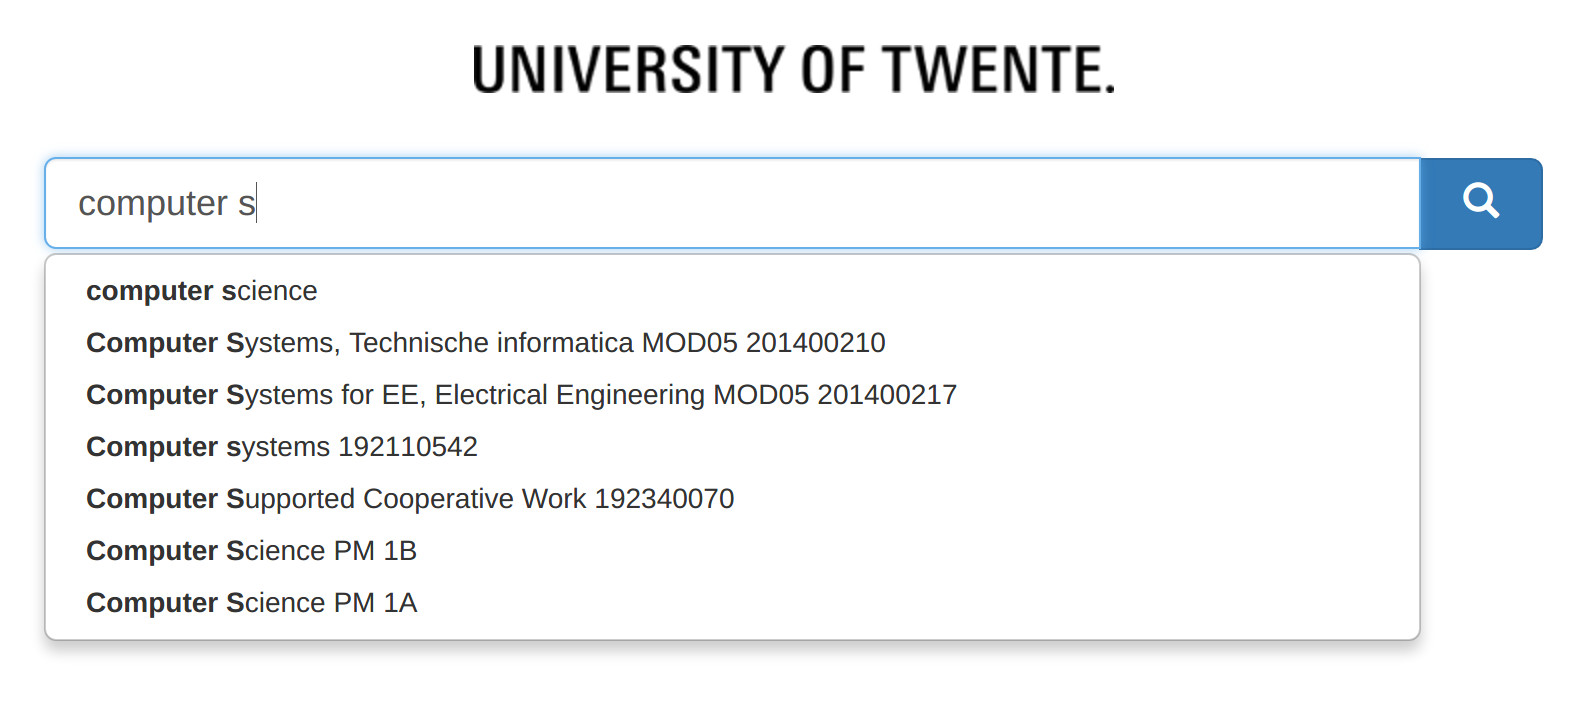 UNIVERSITY OF TWENTE.
computer s
computer science
Computer Systems, Technische informatica MOD05 201400210
Computer Systems for EE, Electrical Engineering MOD05 201400217
Computer systems 192110542
Computer Supported Cooperative Work 192340070
Computer Science PM 1B
Computer Science PM 1A